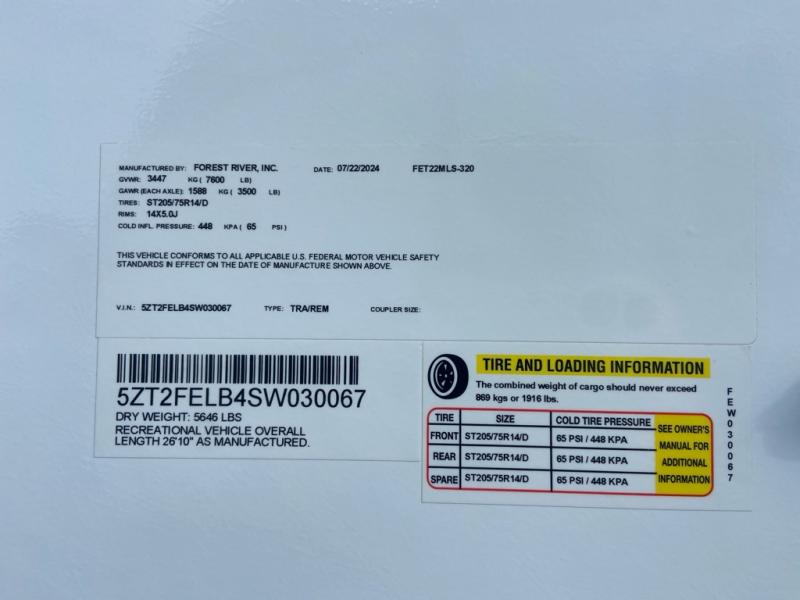 MANUFACTURED BY: FOREST RIVER, INC. DATE: 07/22/2024 FET22MLS-320
GVWR: 3447 KG ( 7600 LB)
GAWR (EACH AXLE): 1588 KG ( 3500 LB)
TIRES: ST205/75R14/D
RIMS: 14X5.0J
COLD INFL. PRESSURE: 448 KPA ( 65 PSI )
THIS VEHICLE CONFORMS TO ALL APPLICABLE U.S. FEDERAL MOTOR VEHICLE SAFETY
STANDARDS IN EFFECT ON THE DATE OF MANUFACTURE SHOWN ABOVE.
V.I.N.: 5ZT2FELB4SW030067 TYPE: TRA/REM COUPLER SIZE:
5ZT2FELB4SW030067
DRY WEIGHT: 5646 LBS
RECREATIONAL VEHICLE OVERALL
LENGTH 26'10" AS MANUFACTURED.
TIRE AND LOADING INFORMATION
The combined weight of cargo should never exceed
869 kgs or 1916 lbs.
TIRE SIZE COLD TIRE PRESSURE
FRONT ST205/75R14/D 65 PSI / 448 KPA
REAR ST205/75R14/D 65 PSI / 448 KPA
SPARE ST205/75R14/D 65 PSI / 448 KPA
SEE OWNER'S
MANUAL FOR
ADDITIONAL
INFORMATION
FEW030067